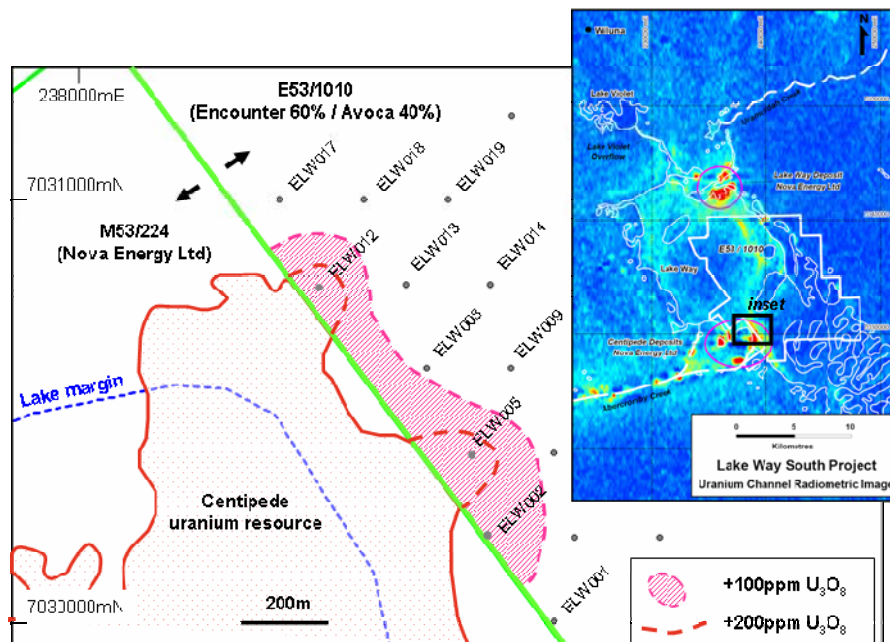 238000mE
E53/1010
(Encounter 60% / Avoca 40%)
ELW017
ELW018
ELW019
7031000mN
M53/224
(Nova Energy Ltd)
ELW012
ELW013
ELW014
ELW003
ELW009
Lake margin
ELW005
Centipede
uranium resource
ELW002
ELW001
7030000mN
200m
Wiluna
N
Lake Violet
Lake Violet
Overflow
Lake Way Deposit
Nova Energy Ltd
Lake Way
inset
Centipede Deposits
Nova Energy Ltd
Abercromby Creek
0 5 10
Kilometres
Lake Way South Project
Uranium Channel Radiometric Image
+100ppm U3O8
+200ppm U3O8